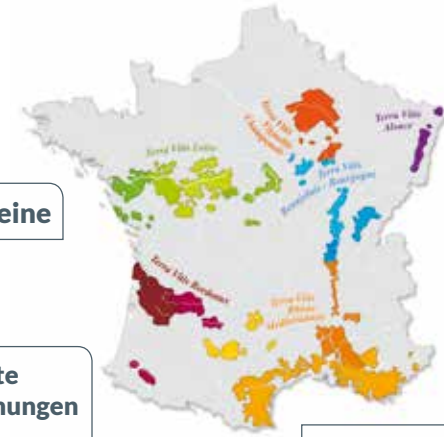 Terra Vitis
Champagne
Terra Vitis
Alsace
Terra Vitis Loire
Terra Vitis
Beaujolais - Bourgogne
eine
Terra Vitis Bordeaux
Terra Vitis
Rhône
Méditerranée
te
nungen